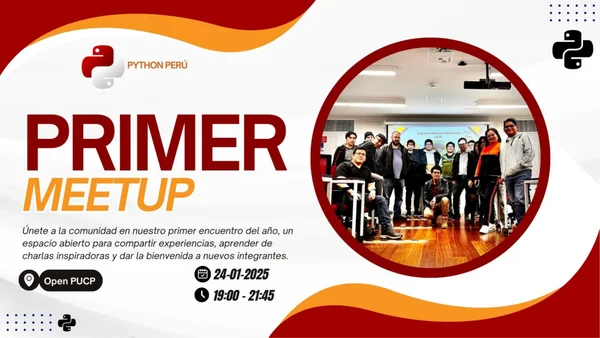 PYTHON PERÚ
PRIMER
MEETUP
Únete a la comunidad en nuestro primer encuentro del año, un
espacio abierto para compartir experiencias, aprender de
charlas inspiradoras y dar la bienvenida a nuevos integrantes.
Open PUCP
24-01-2025
19:00 - 21:45